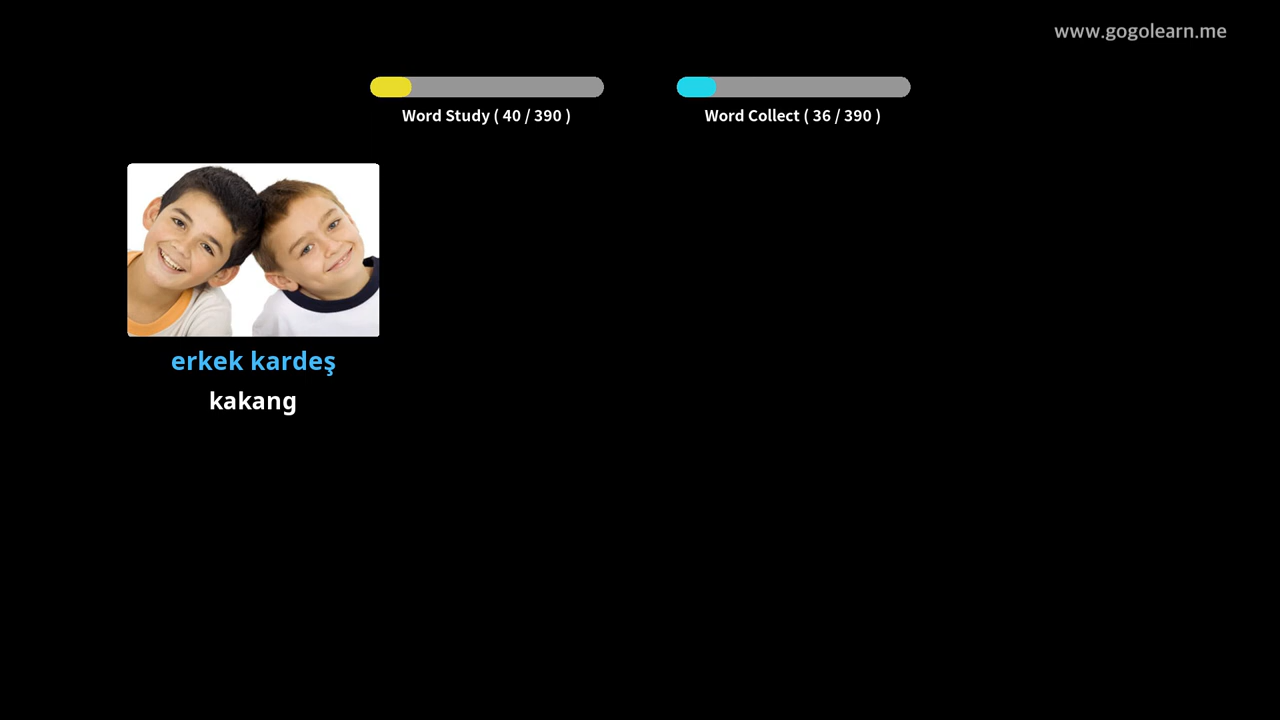 www.gogolearn.me
Word Study ( 40 / 390 )
Word Collect ( 36 / 390 )
erkek kardeş
kakang